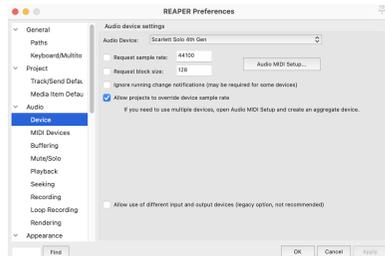 REAPER Preferences
General
Paths
Keyboard/Multito
Project
Track/Send Defau
Media Item Defau
Audio
Device
MIDI Devices
Buffering
Mute/Solo
Playback
Seeking
Recording
Loop Recording
Rendering
Appearance
Find
Audio device settings
Audio Device: Scarlett Solo 4th Gen
Request sample rate: 44100
Request block size: 128
Audio MIDI Setup...
Ignore running change notifications (may be required for some devices)
Allow projects to override device sample rate
If you need to use multiple devices, open Audio MIDI Setup and create an aggregate device.
Allow use of different input and output devices (legacy option, not recommended)
OK Cancel Apply